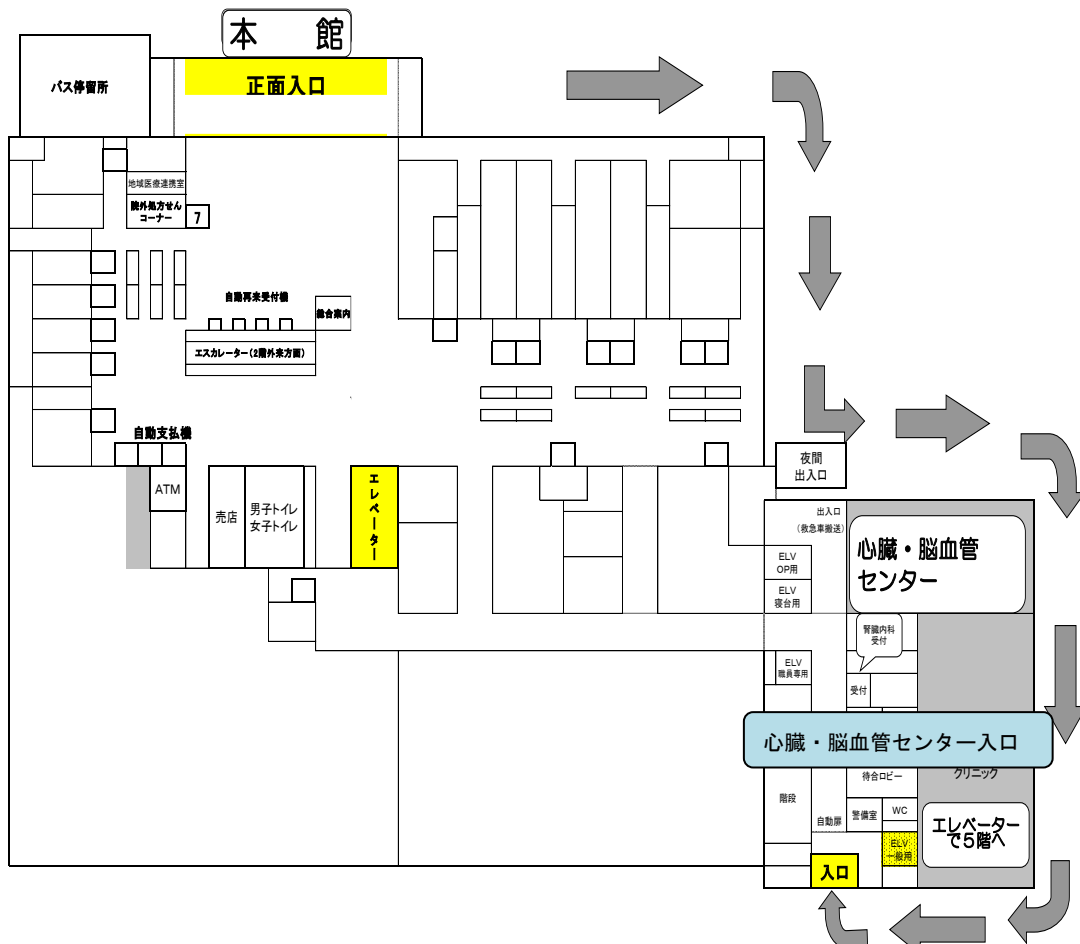 本　館
バス停留所
正面入口
地域医療連携室
院外処方せん
コーナー
7
自動再来受付機
総合案内
エスカレーター(2階外来方面)
自動支払機
ATM
売店
男子トイレ
女子トイレ
エレベーター
夜間
出入口
出入口
(救急車搬送)
心臓・脳血管
センター
ELV
OP用
ELV
寝台用
腎臓内科
受付
ELV
職員専用
受付
心臓・脳血管センター入口
待合ロビー
クリニック
階段
自動扉
警備室
WC
エレベーター
で5階へ
ELV
一般用
入口